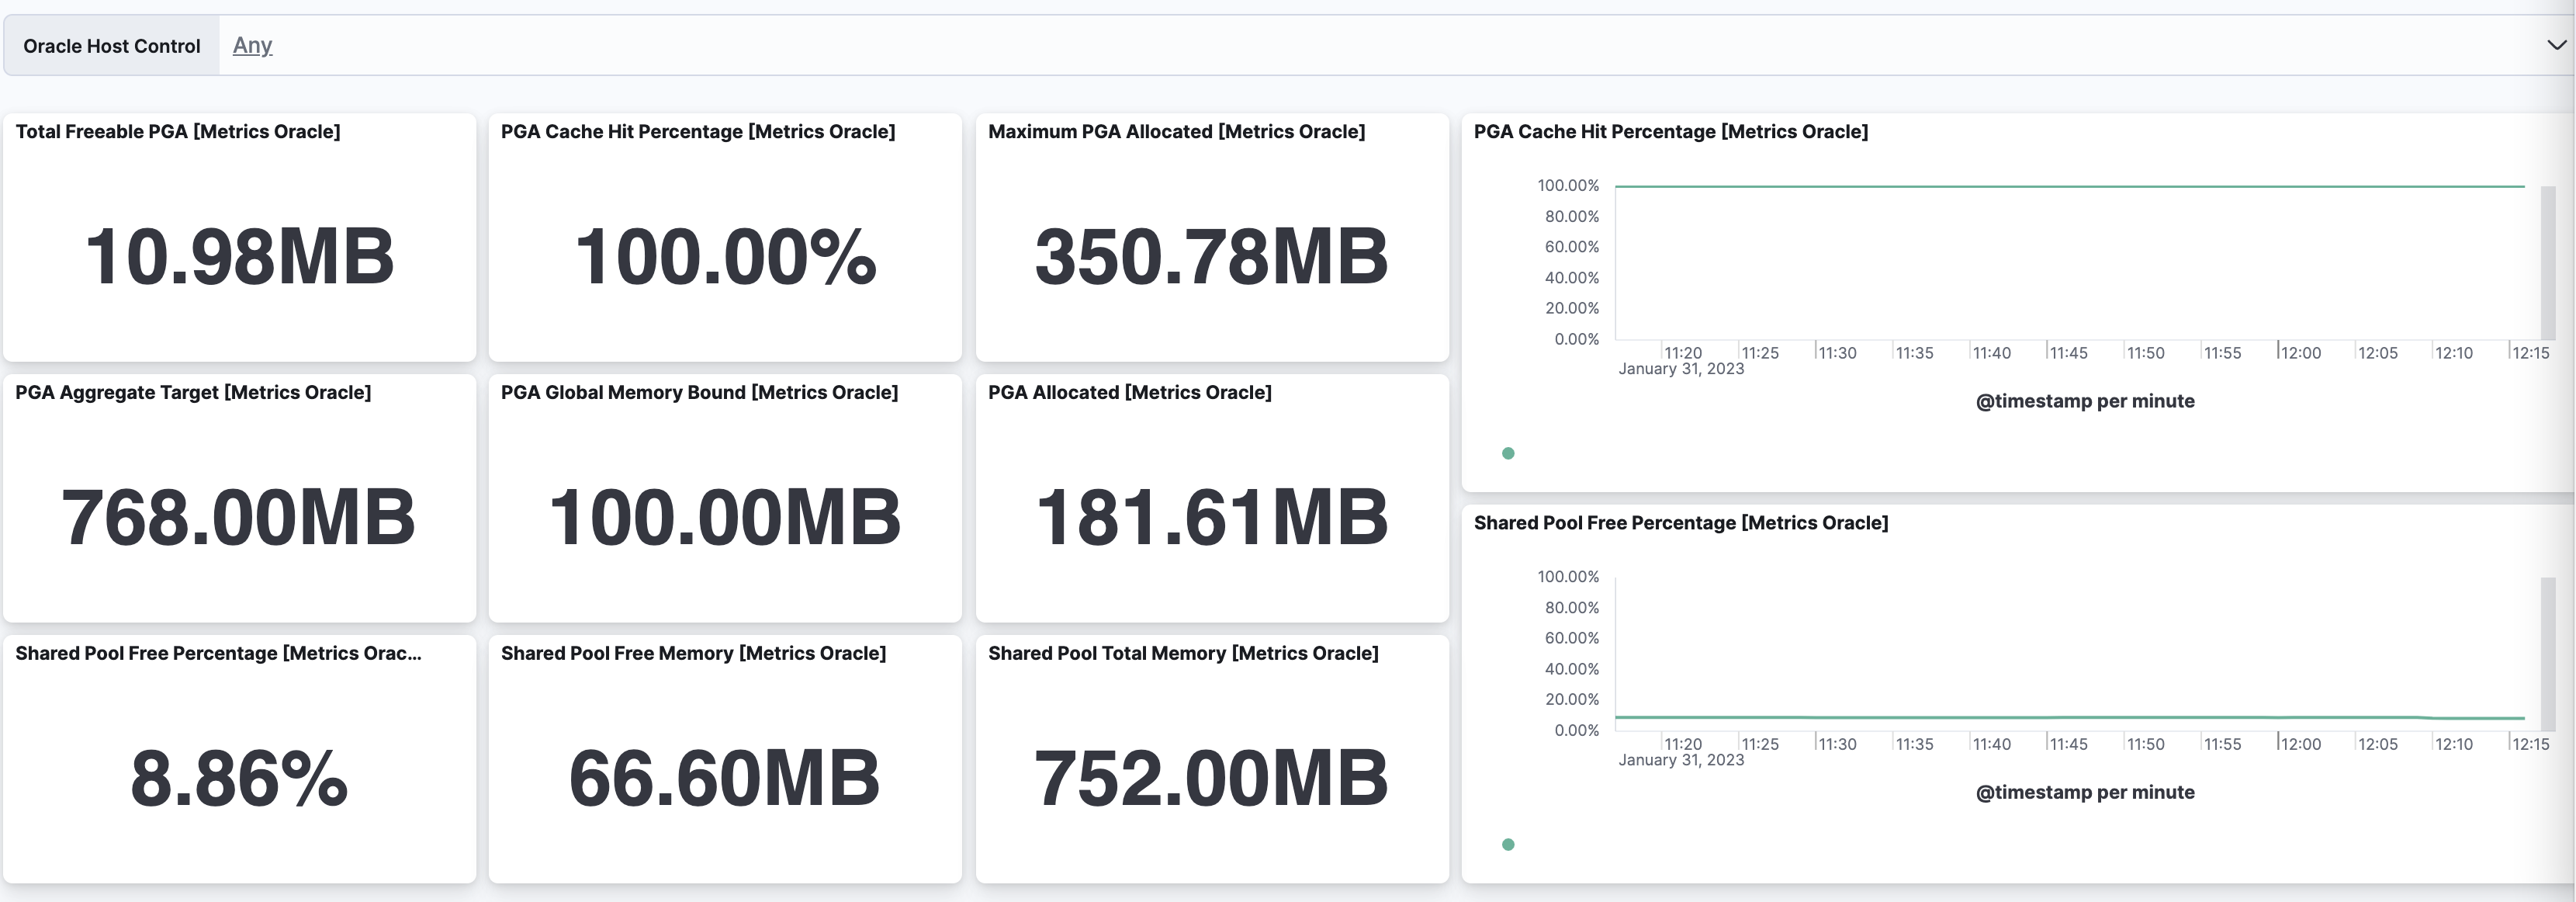 Oracle Host Control
Any
Total Freeable PGA [Metrics Oracle]
10.98MB
PGA Cache Hit Percentage [Metrics Oracle]
100.00%
Maximum PGA Allocated [Metrics Oracle]
350.78MB
PGA Cache Hit Percentage [Metrics Oracle]
100.00%
80.00%
60.00%
40.00%
20.00%
0.00%
11:20 11:25 11:30 11:35 11:40 11:45 11:50 11:55 12:00 12:05 12:10 12:15
January 31, 2023
@timestamp per minute
PGA Aggregate Target [Metrics Oracle]
768.00MB
PGA Global Memory Bound [Metrics Oracle]
100.00MB
PGA Allocated [Metrics Oracle]
181.61MB
Shared Pool Free Percentage [Metrics Oracle]
100.00%
80.00%
60.00%
40.00%
20.00%
0.00%
11:20 11:25 11:30 11:35 11:40 11:45 11:50 11:55 12:00 12:05 12:10 12:15
January 31, 2023
@timestamp per minute
Shared Pool Free Percentage [Metrics Orac...
8.86%
Shared Pool Free Memory [Metrics Oracle]
66.60MB
Shared Pool Total Memory [Metrics Oracle]
752.00MB